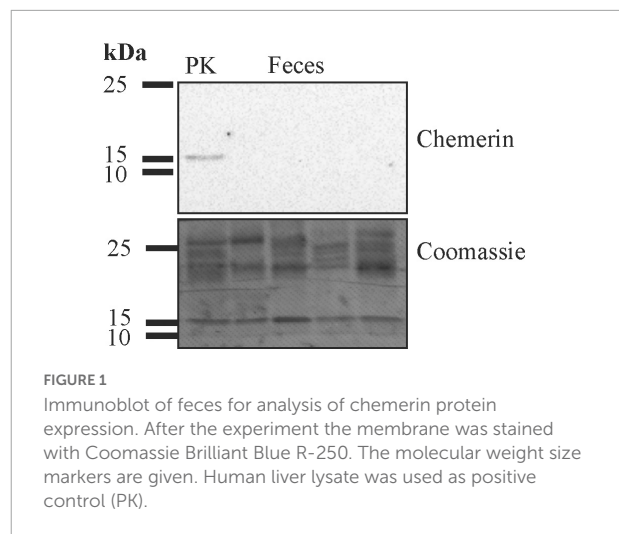 kDa
PK Feces
25
15
10
Chemerin
25
15
10
Coomassie
FIGURE 1
Immunoblot of feces for analysis of chemerin protein
expression. After the experiment the membrane was stained
with Coomassie Brilliant Blue R-250. The molecular weight size
markers are given. Human liver lysate was used as positive
control (PK).